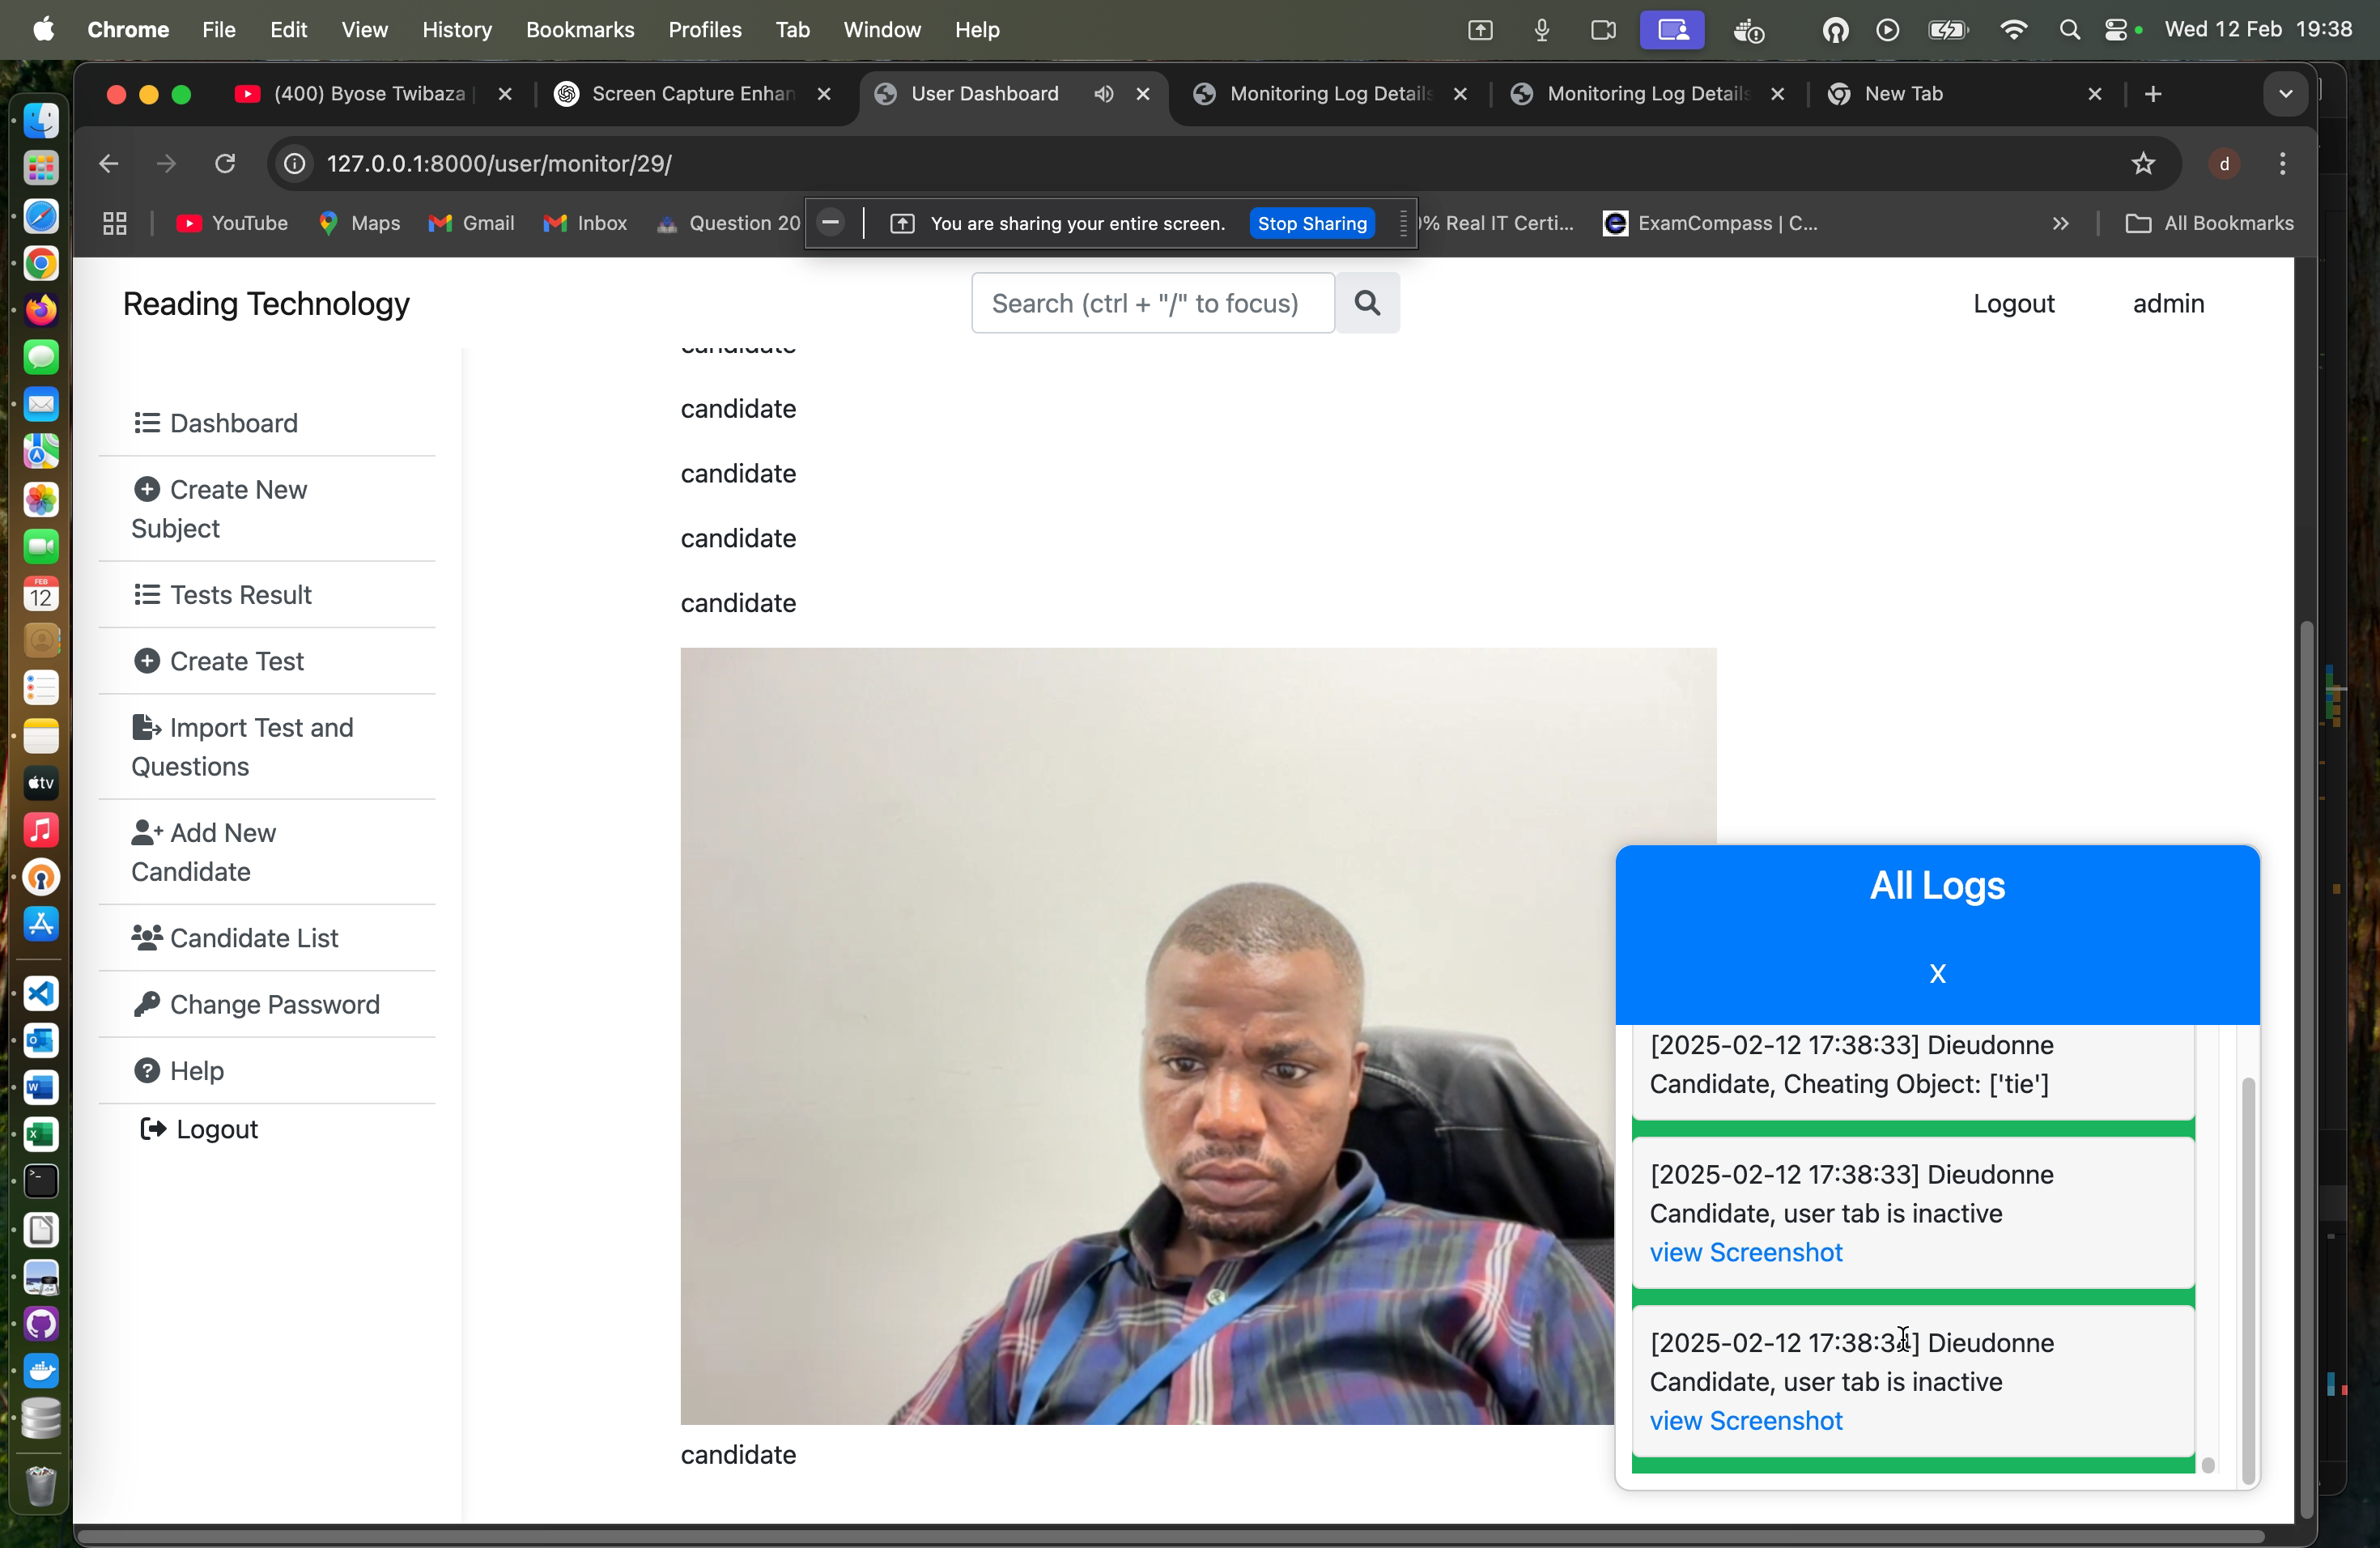 Chrome File Edit View History Bookmarks Profiles Tab Window Help Wed 12 Feb 19:38
(400) Byose Twibaza Screen Capture Enhan User Dashboard Monitoring Log Details Monitoring Log Details New Tab
127.0.0.1:8000/user/monitor/29/ d
YouTube Maps Gmail Inbox Question 20 You are sharing your entire screen. Stop Sharing % Real IT Certi... ExamCompass | C... All Bookmarks
Reading Technology Search (ctrl + "/" to focus) Logout admin
Dashboard
Create New
Subject
Tests Result
Create Test
Import Test and
Questions
Add New
Candidate
Candidate List
Change Password
Help
Logout
candidate
candidate
candidate
candidate
candidate
candidate
All Logs
X
[2025-02-12 17:38:33] Dieudonne
Candidate, Cheating Object: ['tie']
[2025-02-12 17:38:33] Dieudonne
Candidate, user tab is inactive
view Screenshot
[2025-02-12 17:38:34] Dieudonne
Candidate, user tab is inactive
view Screenshot
FEB
12
tv